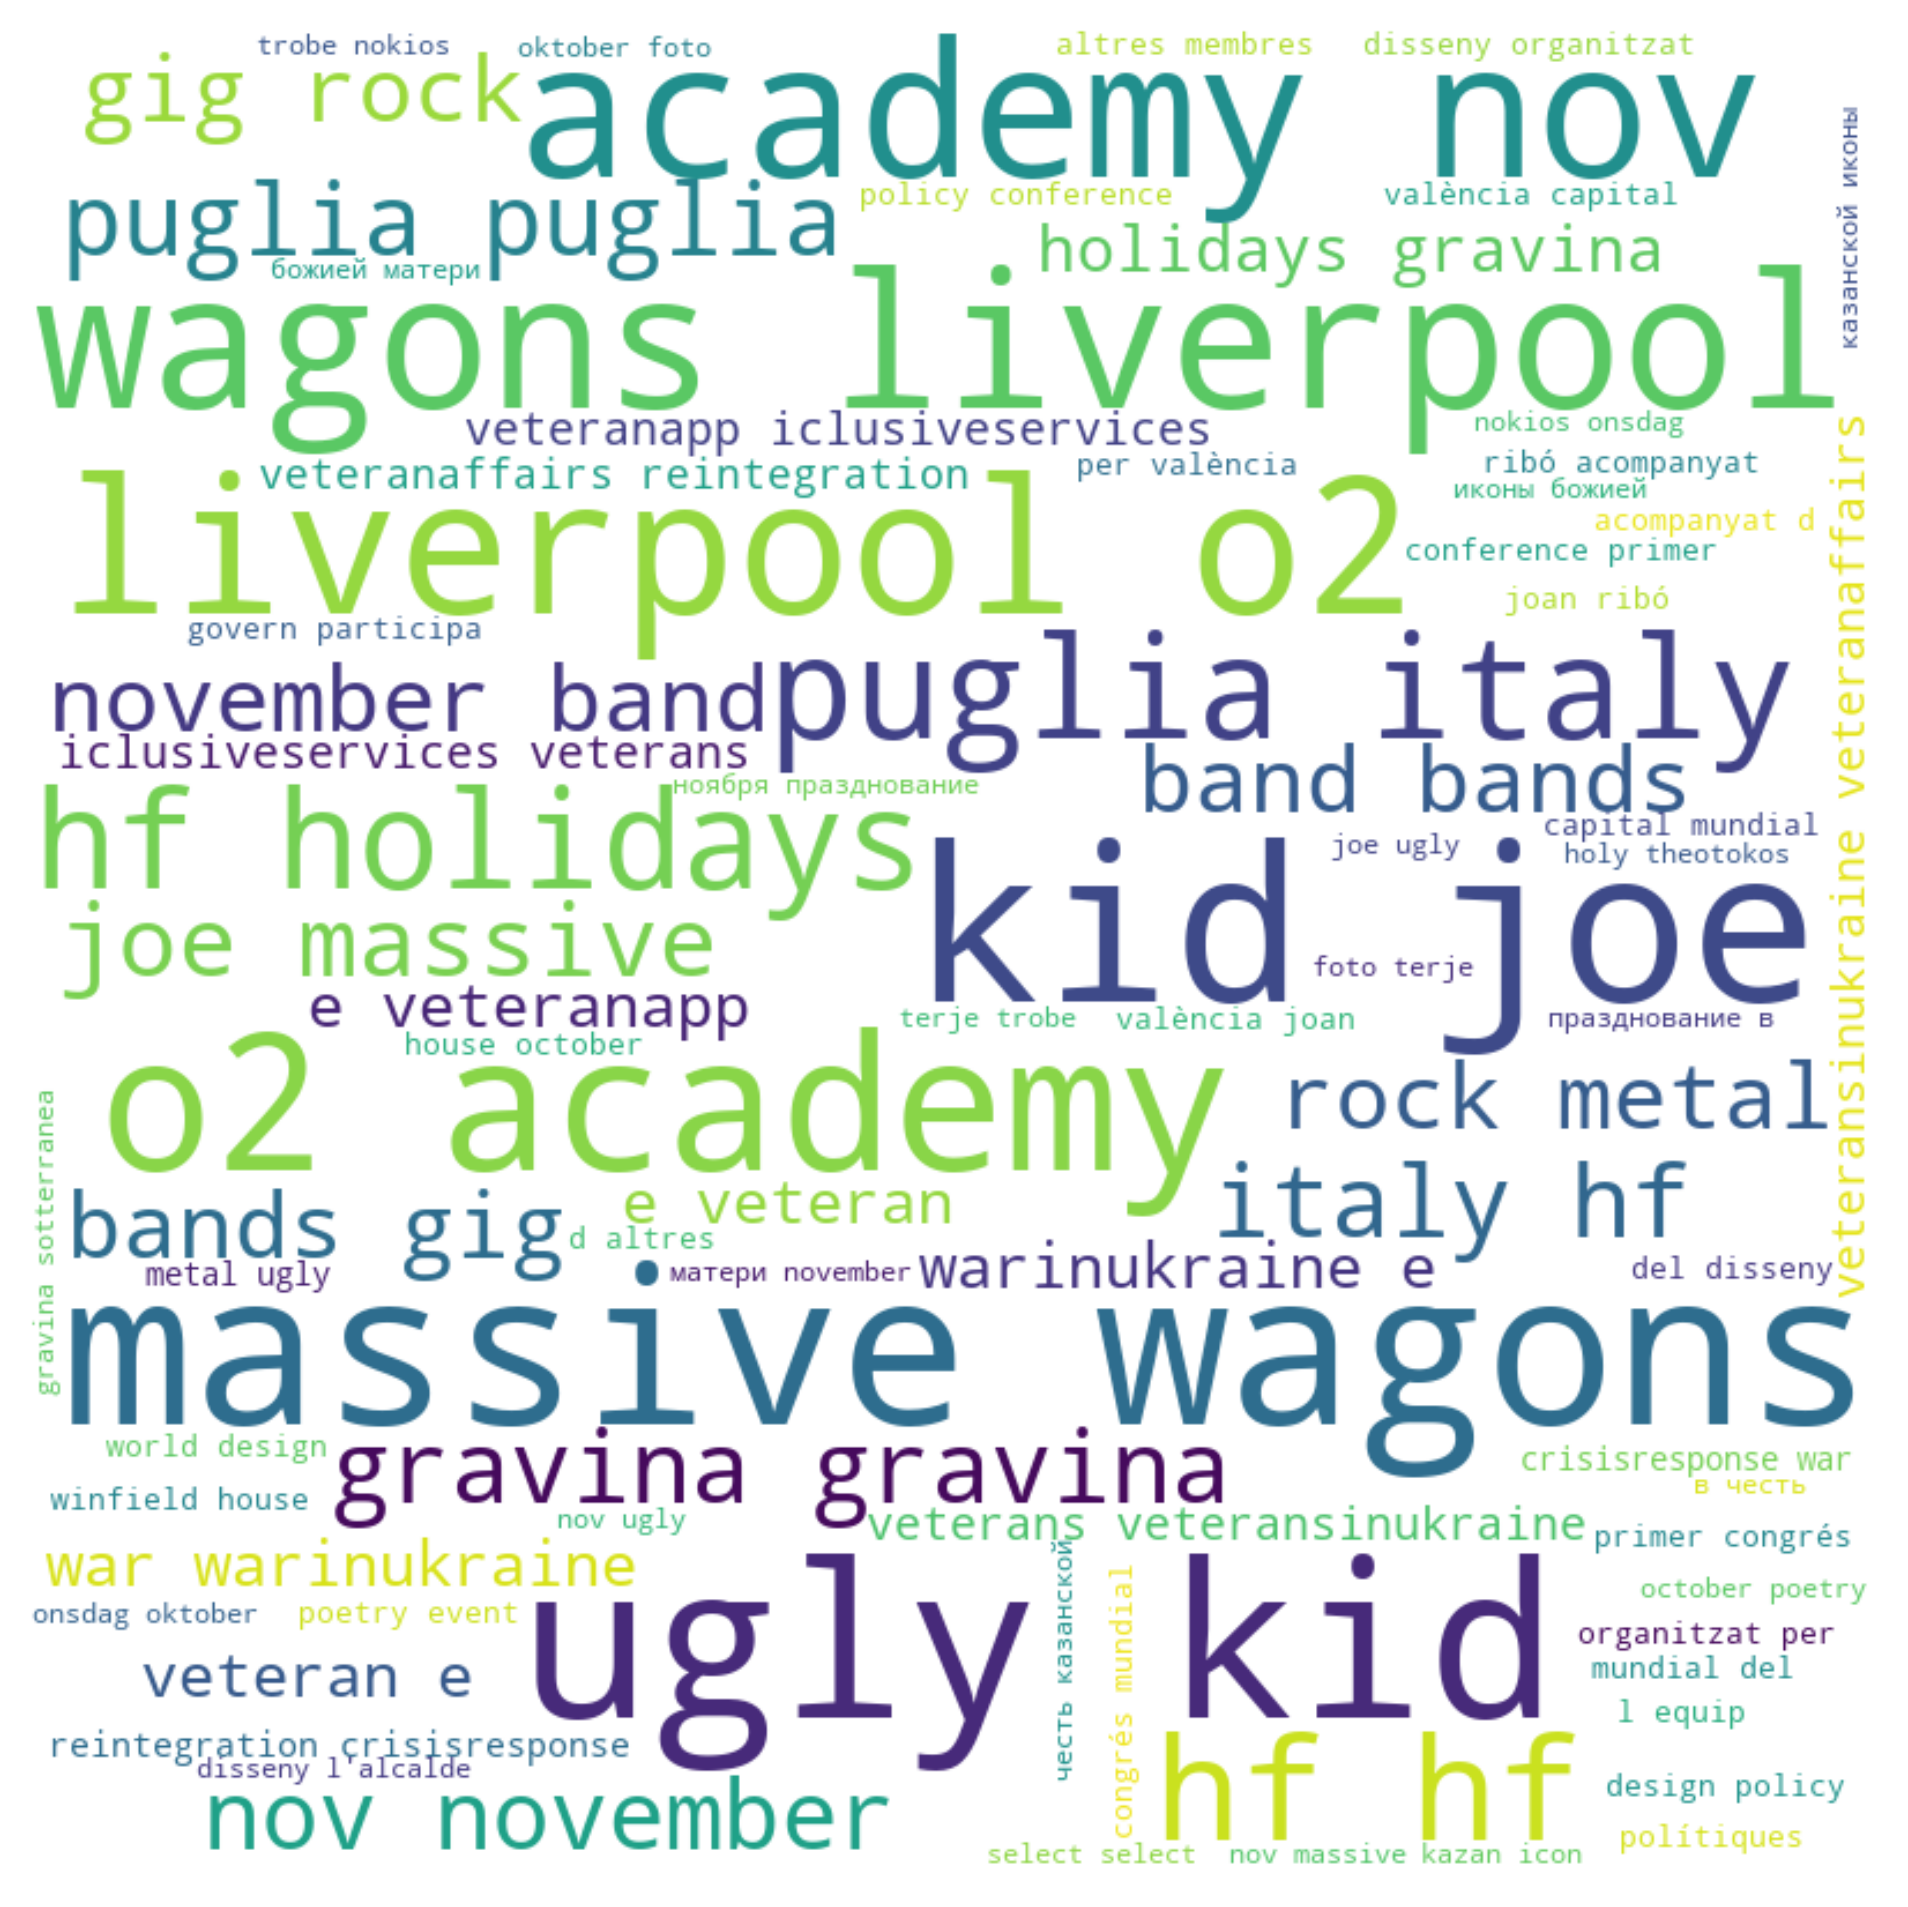 trobe nokios
oktober foto
altres membres
disseny organitzat
gig rock
academy nov
puglia puglia
policy conference
valència capital
казанской иконы
holidays gravina
божией матери
wagons liverpool
veteranapp iclusiveservices
nokios onsdag
veteranaffairs reintegration
per valència
ribó acompanyat
иконы божией
liverpool o2
acompanyat d
conference primer
joan ribó
govern participa
veteransinukraine veteranaffairs
november band
puglia italy
iclusiveservices veterans
band bands
ноября празднование
hf holidays
capital mundial
joe ugly
holy theotokos
kid joe
joe massive
foto terje
e veteranapp
terje trobe
valència joan
празднование в
house october
o2 academy
rock metal
gravina sotterranea
italy hf
e veteran
bands gig
d altres
metal ugly
матери november
warinukraine e
del disseny
massive wagons
world design
gravina gravina
crisisresponse war
в честь
winfield house
nov ugly
veterans veteransinukraine
primer congrés
war warinukraine
честь казанской
congrés mundial
october poetry
onsdag oktober
poetry event
ugly kid
organitzat per
mundial del
veteran e
l equip
reintegration crisisresponse
disseny l'alcalde
hf hf
design policy
nov november
polítiques
select select
nov massive
kazan icon